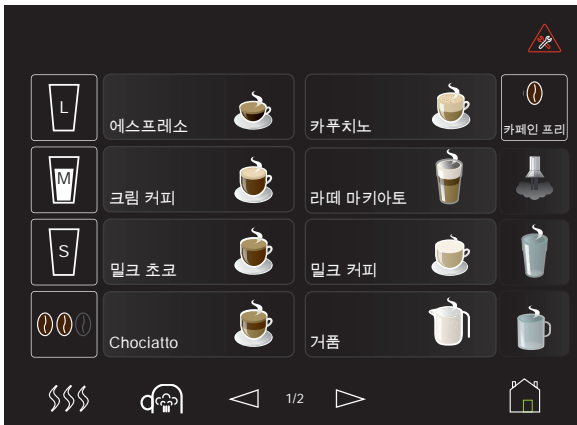 L
에스프레소
카푸치노
카페인 프리
M
크림 커피
라떼 마키아토
S
밀크 초코
밀크 커피
Chociatto
거품
1/2